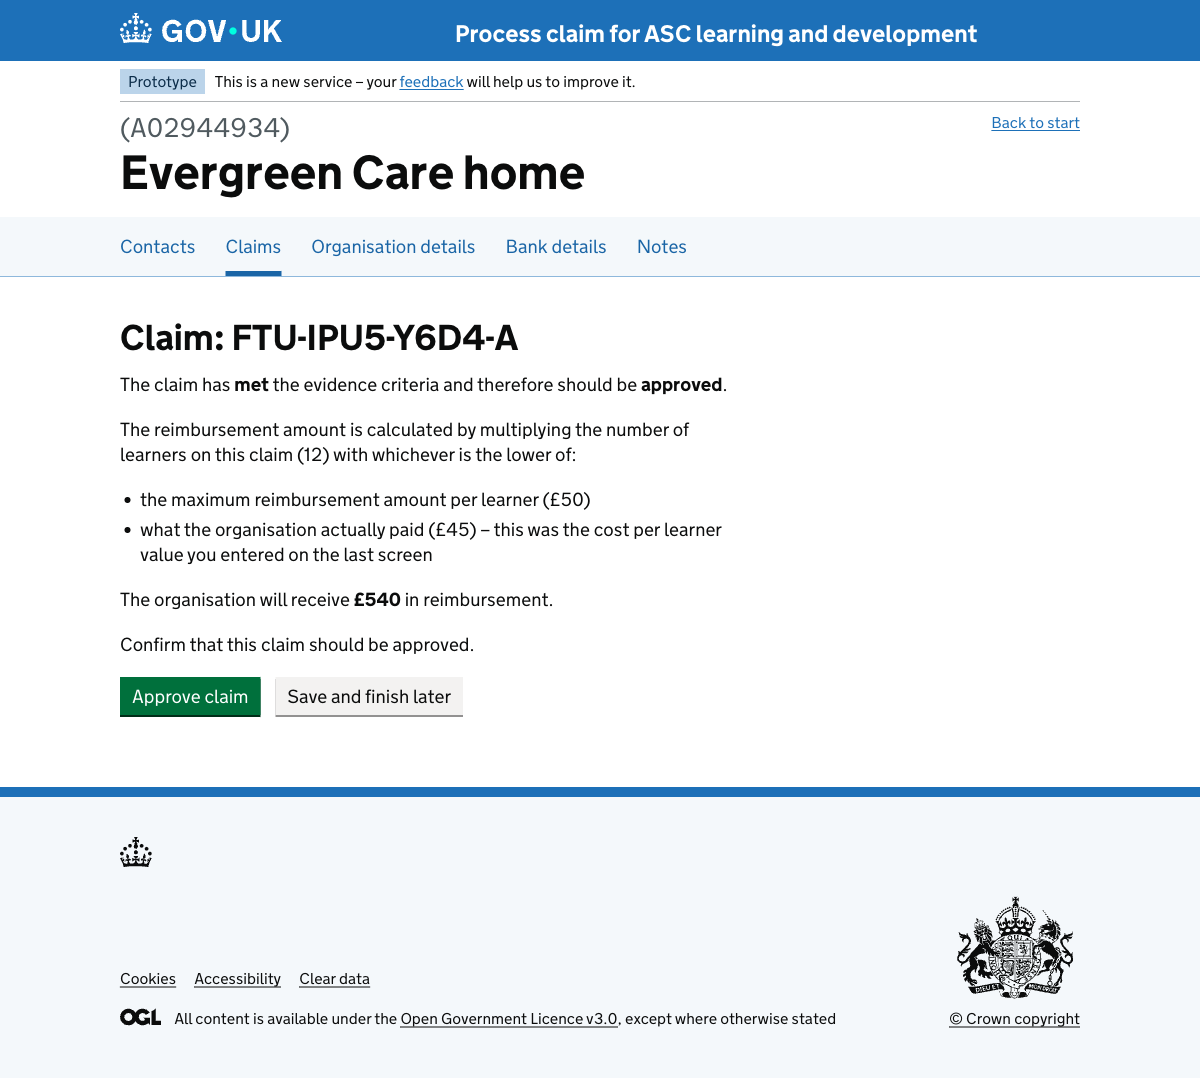 GOV·UK
Process claim for ASC learning and development
Prototype This is a new service – your feedback will help us to improve it.
(A02944934)
Back to start
Evergreen Care home
Contacts Claims Organisation details Bank details Notes
Claim: FTU-IPU5-Y6D4-A
The claim has met the evidence criteria and therefore should be approved.
The reimbursement amount is calculated by multiplying the number of
learners on this claim (12) with whichever is the lower of:
• the maximum reimbursement amount per learner (£50)
• what the organisation actually paid (£45) – this was the cost per learner
value you entered on the last screen
The organisation will receive £540 in reimbursement.
Confirm that this claim should be approved.
Approve claim Save and finish later
Cookies Accessibility Clear data
OGL All content is available under the Open Government Licence v3.0, except where otherwise stated
© Crown copyright